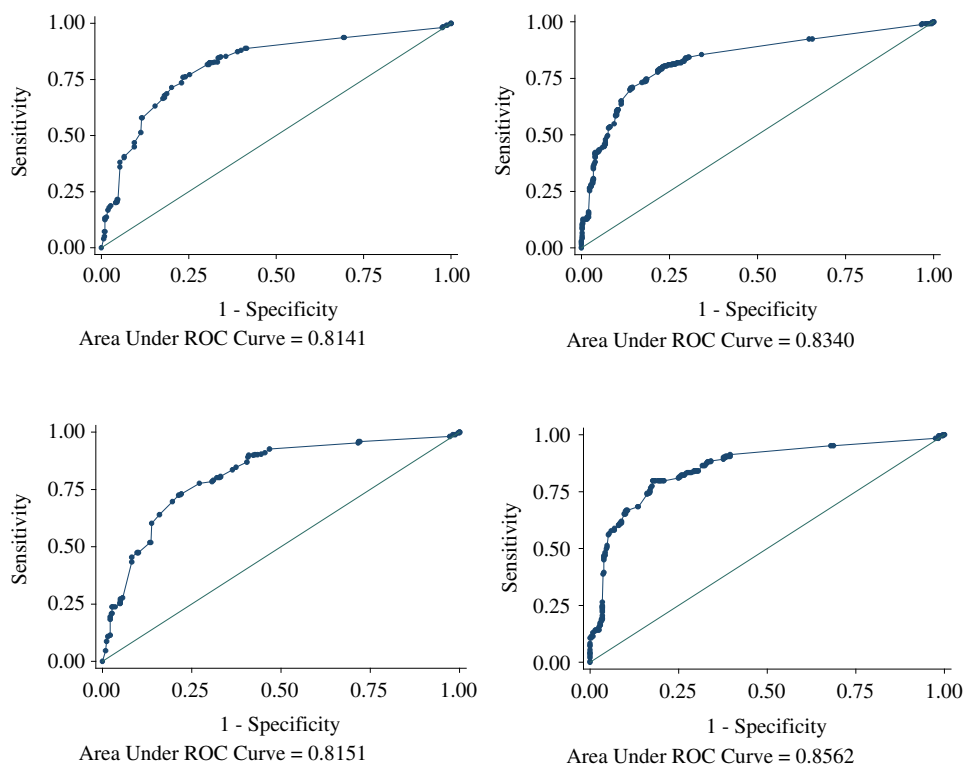 1.00
0.75
0.50
0.25
0.00
Sensitivity
0.00 0.25 0.50 0.75 1.00
1 - Specificity
Area Under ROC Curve = 0.8141
1.00
0.75
0.50
0.25
0.00
Sensitivity
0.00 0.25 0.50 0.75 1.00
1 - Specificity
Area Under ROC Curve = 0.8340
1.00
0.75
0.50
0.25
0.00
Sensitivity
0.00 0.25 0.50 0.75 1.00
1 - Specificity
Area Under ROC Curve = 0.8151
1.00
0.75
0.50
0.25
0.00
Sensitivity
0.00 0.25 0.50 0.75 1.00
1 - Specificity
Area Under ROC Curve = 0.8562